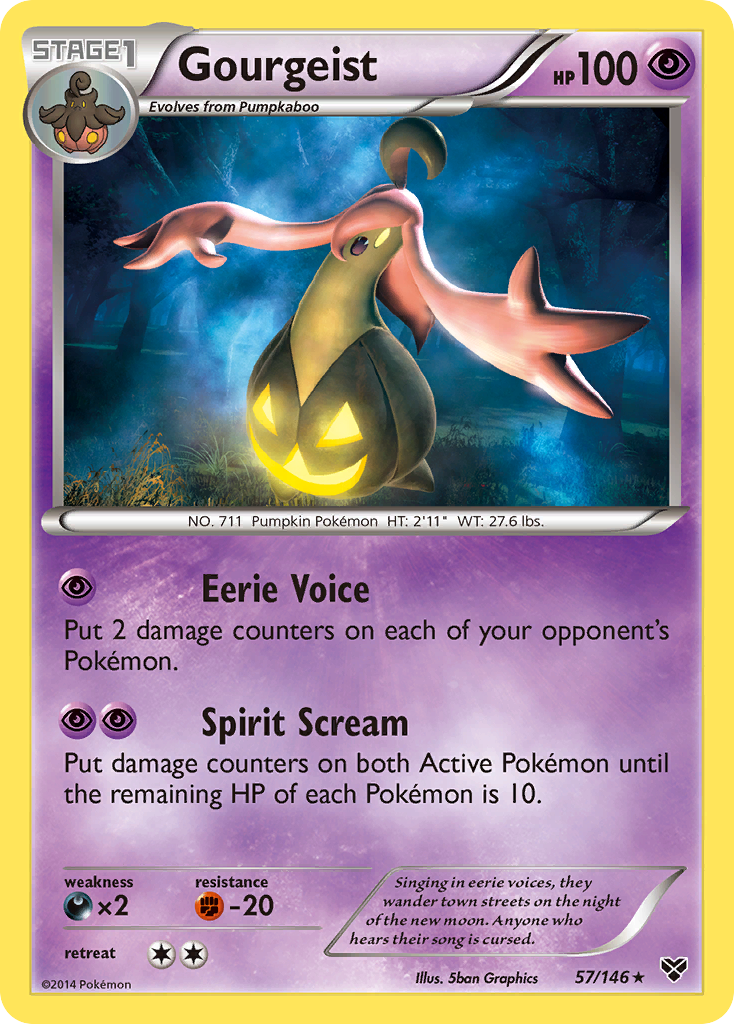 STAGE1
Gourgeist
HP100
Evolves from Pumpkaboo
NO. 711 Pumpkin Pokémon HT: 2'11" WT: 27.6 lbs.
Eerie Voice
Put 2 damage counters on each of your opponent's
Pokémon.
Spirit Scream
Put damage counters on both Active Pokémon until
the remaining HP of each Pokémon is 10.
weakness
×2
resistance
-20
retreat
Singing in eerie voices, they
wander town streets on the night
of the new moon. Anyone who
hears their song is cursed.
©2014 Pokémon
Illus. 5ban Graphics
57/146★